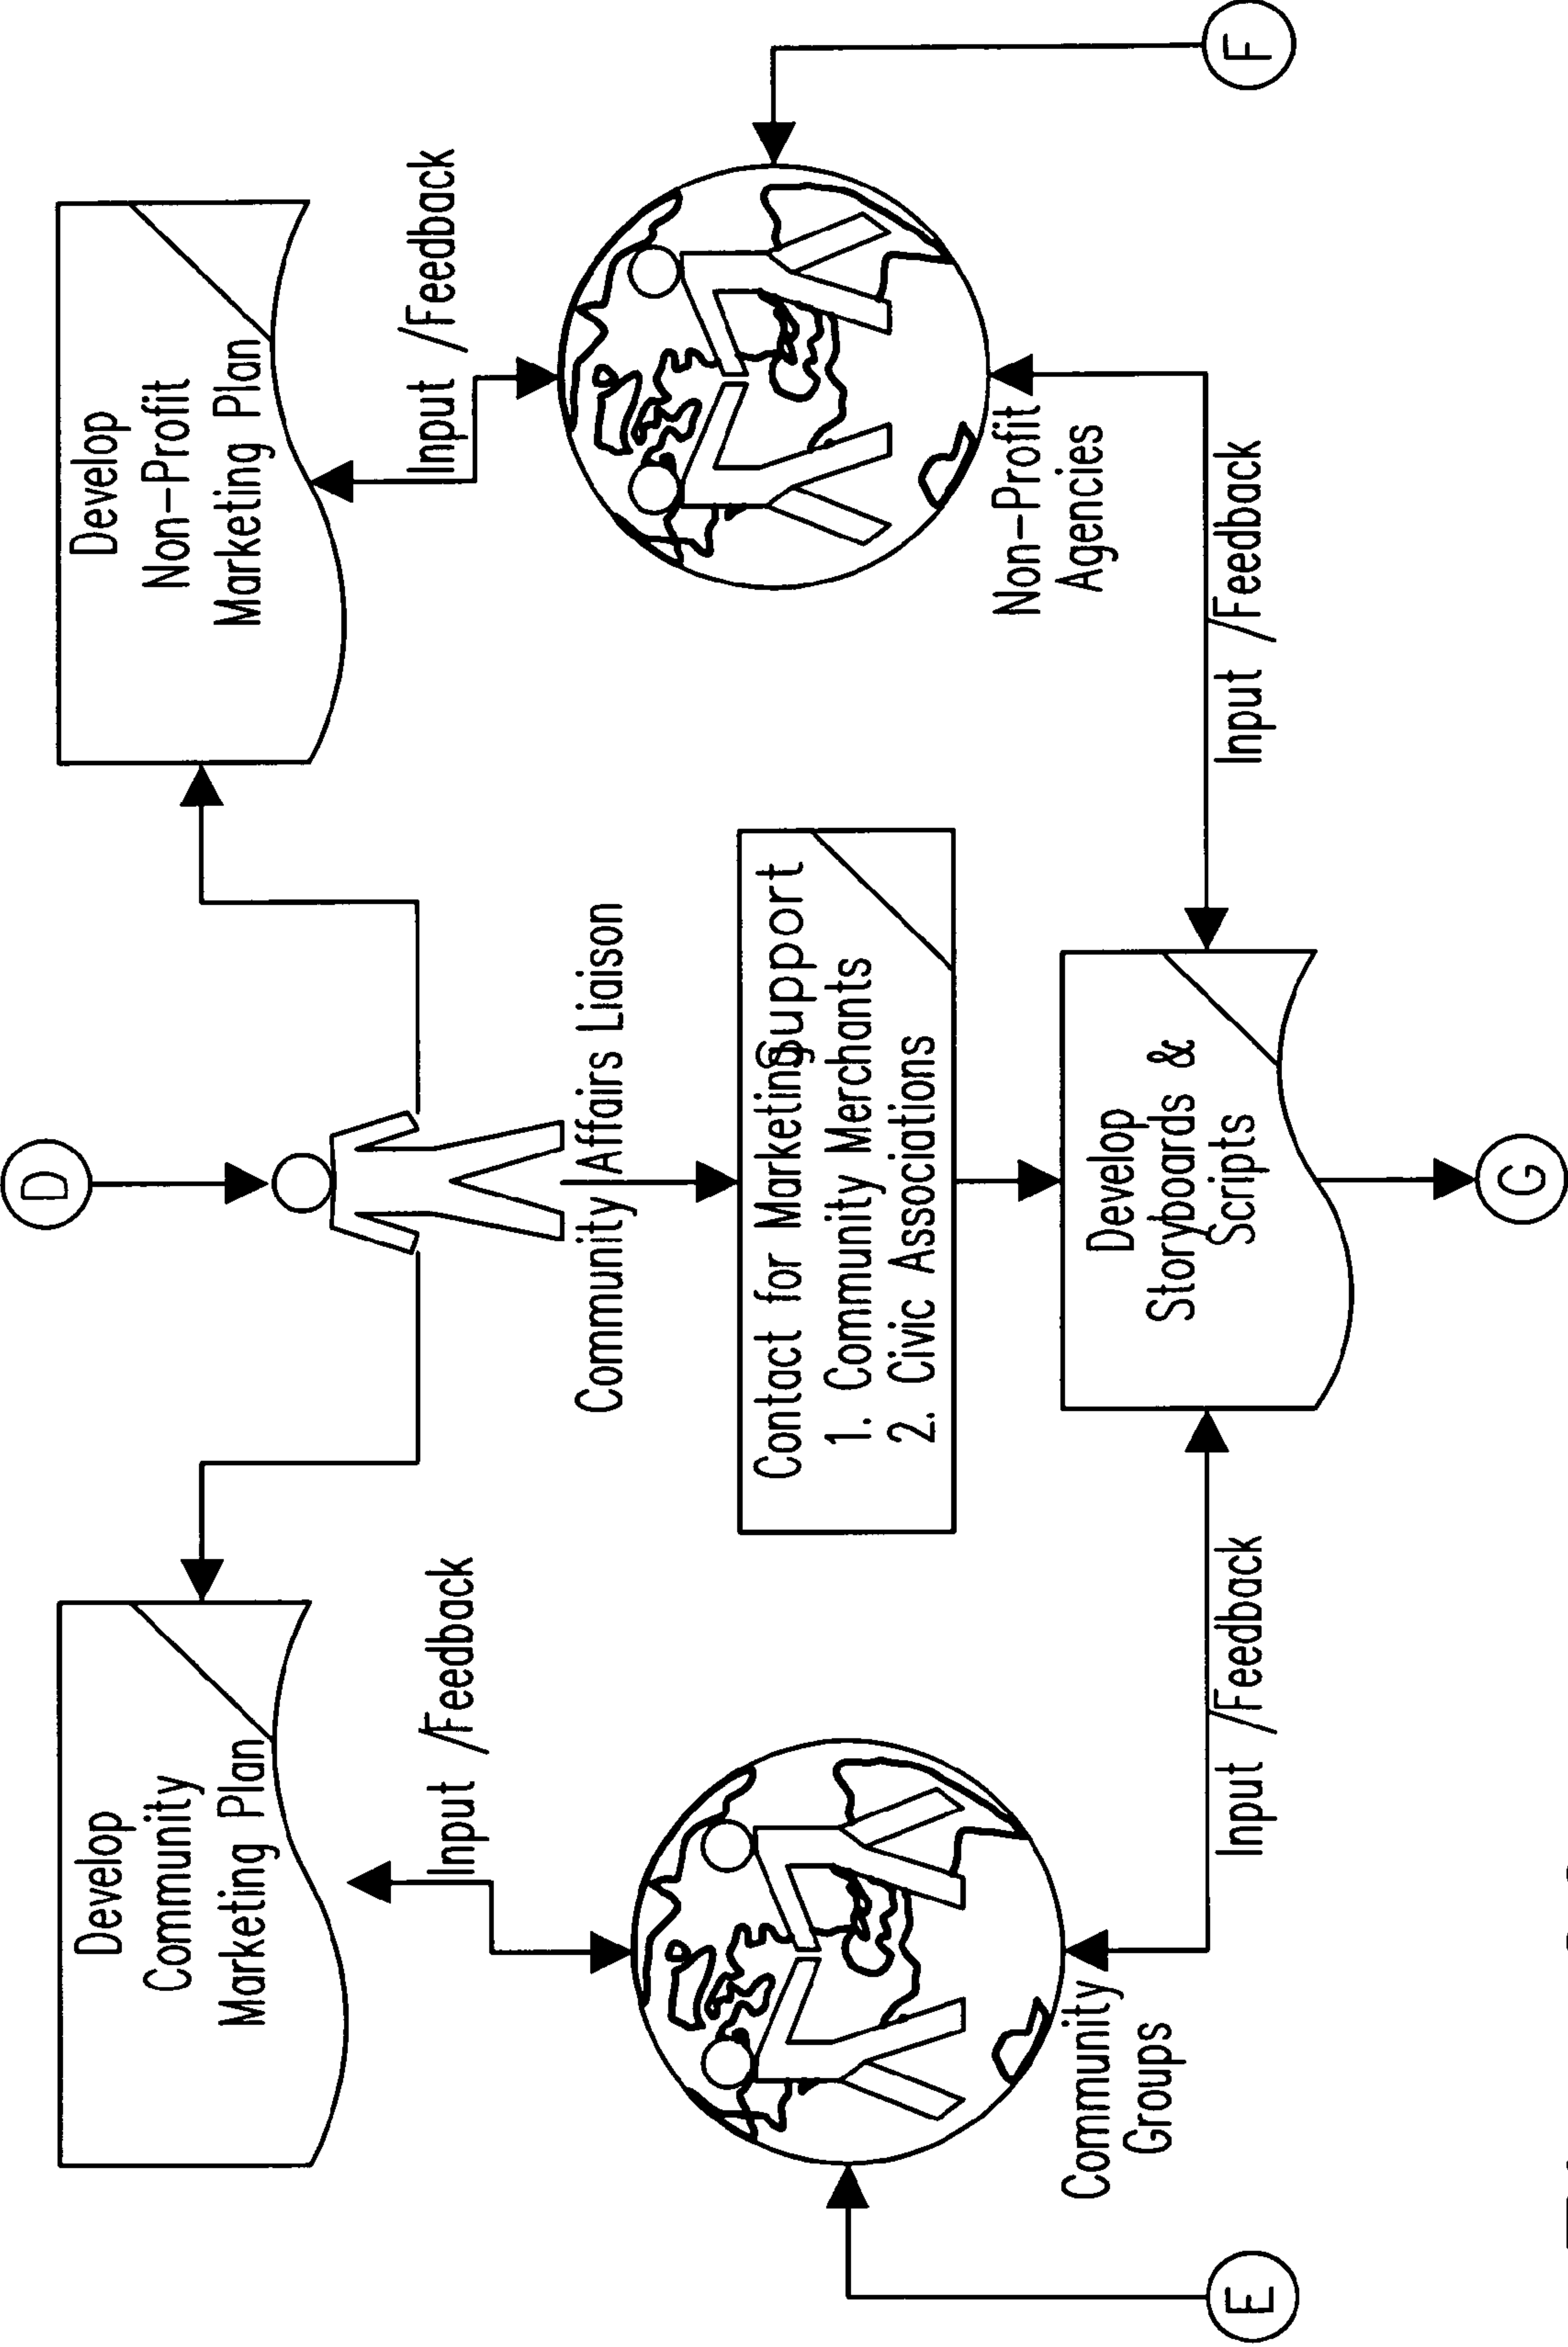 D
Develop
Community
Marketing Plan
Develop
Non-Profit
Marketing Plan
Input /Feedback
Input /Feedback
Community Affairs Liaison
Contact for Marketing Support
1. Community Merchants
2. Civic Associations
Community
Groups
Non-Profit
Agencies
Develop
Storyboards &
Scripts
Input /Feedback
Input /Feedback
E
F
G